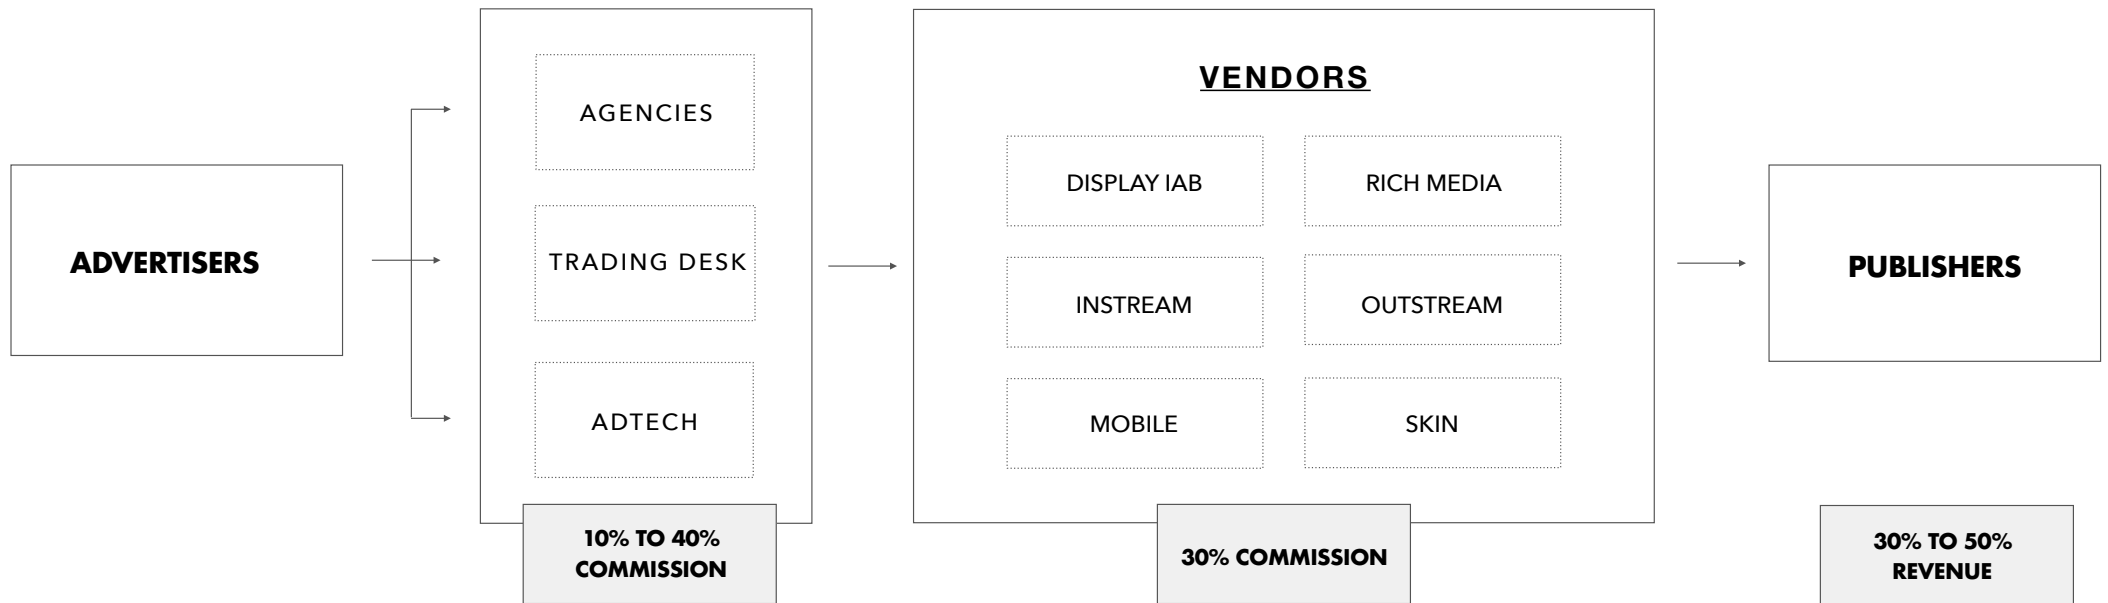 ADVERTISERS
AGENCIES
TRADING DESK
ADTECH
10% TO 40%
COMMISSION
VENDORS
DISPLAY IAB
RICH MEDIA
INSTREAM
OUTSTREAM
MOBILE
SKIN
30% COMMISSION
PUBLISHERS
30% TO 50%
REVENUE